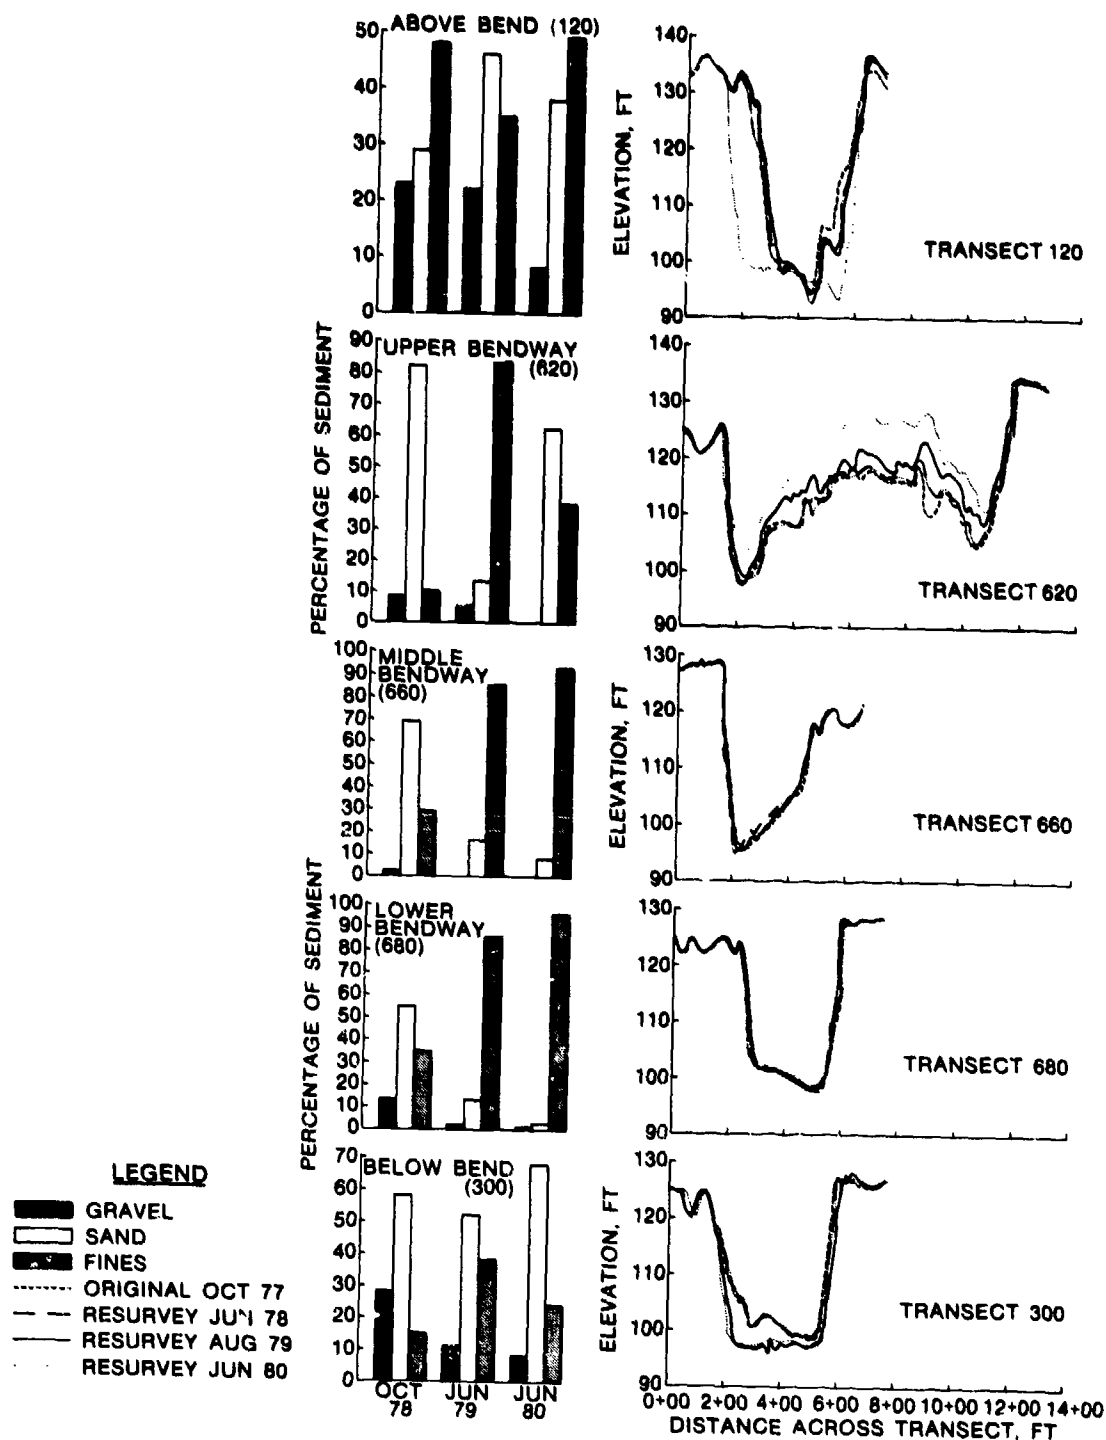 ABOVE BEND (120)
50
40
30
20
10
0
PERCENTAGE OF SEDIMENT
UPPER BENDWAY
(620)
90
80
70
60
50
40
30
20
10
0
MIDDLE
BENDWAY
(660)
100
90
80
70
60
50
40
30
20
10
0
PERCENTAGE OF SEDIMENT
LOWER
BENDWAY
(680)
100
90
80
70
60
50
40
30
20
10
0
BELOW BEND
(300)
70
60
50
40
30
20
10
0
OCT JUN JUN
78 79 80
ELEVATION, FT
140
130
120
110
100
90
TRANSECT 120
140
130
120
110
100
90
TRANSECT 620
ELEVATION, FT
130
120
110
100
90
TRANSECT 660
130
120
110
100
90
TRANSECT 680
ELEVATION, FT
130
120
110
100
90
TRANSECT 300
0+00 2+00 4+00 6+00 8+00 10+00 12+00 14+00
DISTANCE ACROSS TRANSECT, FT
LEGEND
GRAVEL
SAND
FINES
ORIGINAL OCT 77
RESURVEY JUN 78
RESURVEY AUG 79
RESURVEY JUN 80